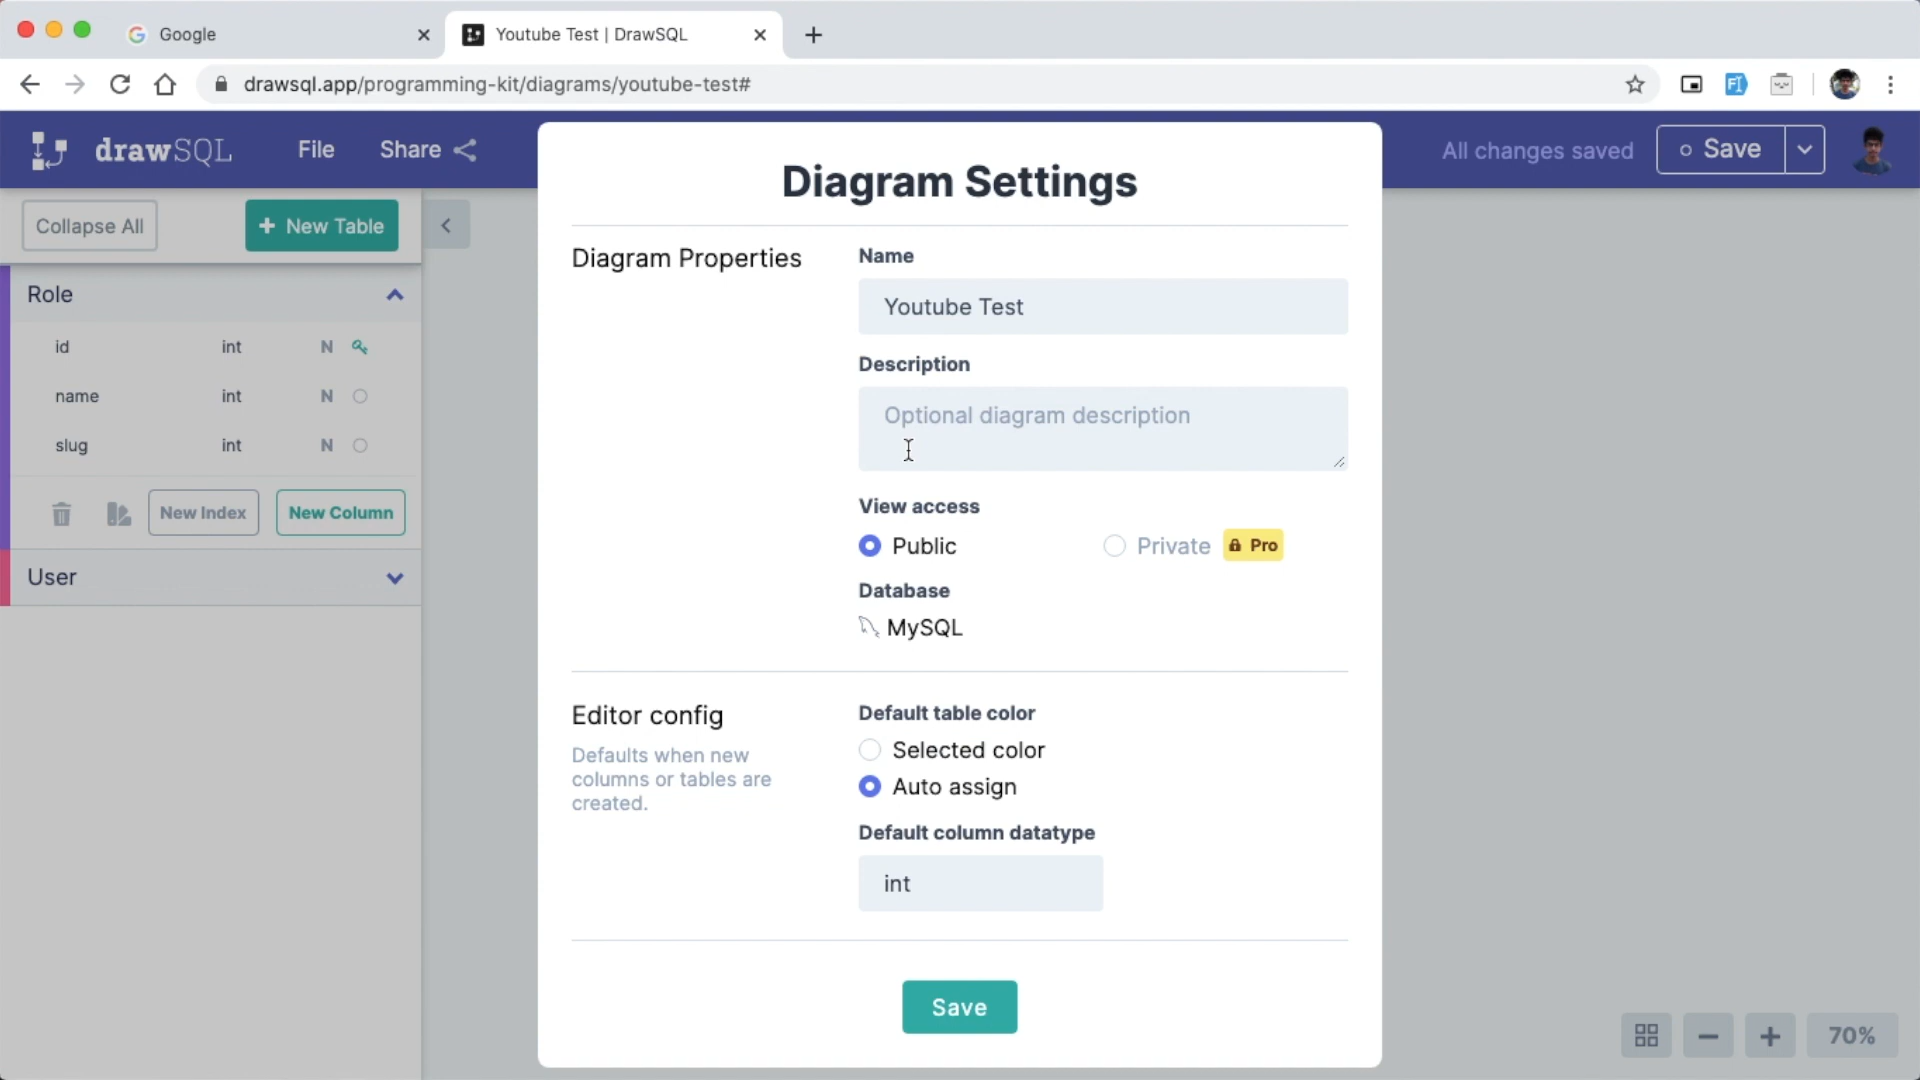 Google
Youtube Test | DrawSQL
drawsql.app/programming-kit/diagrams/youtube-test#
drawSQL
File
Share
All changes saved
Save
Collapse All
+ New Table
Role
id int N
name int N
slug int N
New Index
New Column
User
Diagram Settings
Diagram Properties
Name
Youtube Test
Description
Optional diagram description
View access
Public
Private
Pro
Database
MySQL
Editor config
Defaults when new
columns or tables are
created.
Default table color
Selected color
Auto assign
Default column datatype
int
Save
70%